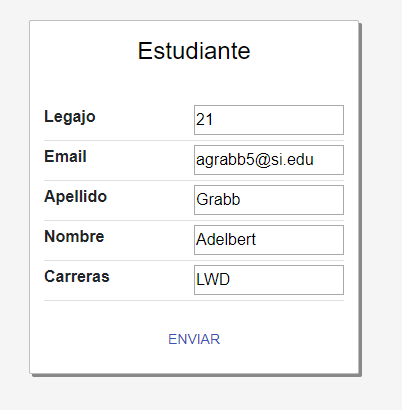 Estudiante
Legajo 21
Email agrabb5@si.edu
Apellido Grabb
Nombre Adelbert
Carreras LWD
ENVIAR